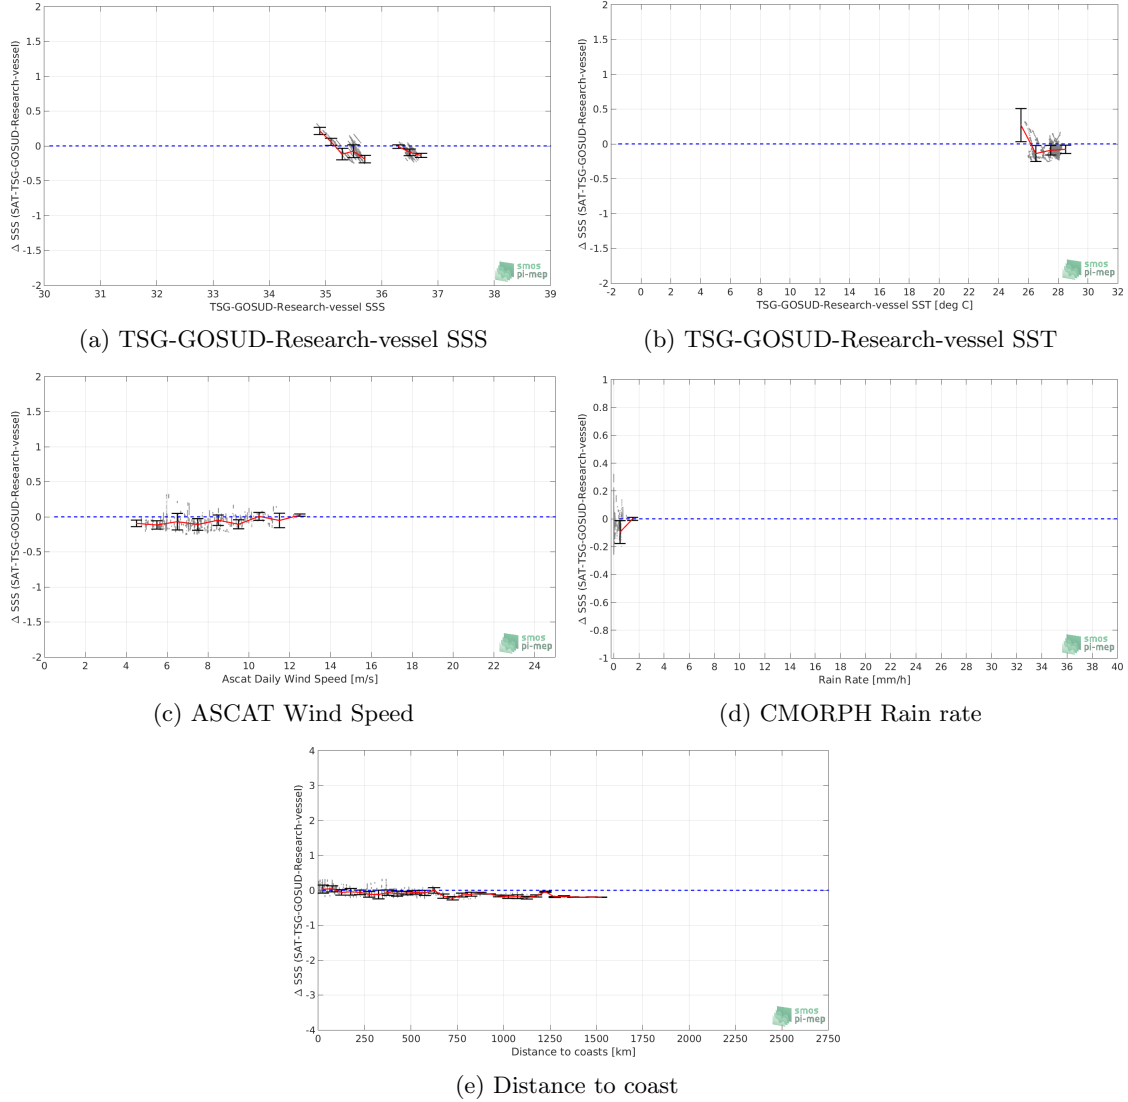 Δ SSS (SAT-TSG-GOSUD-Research-vessel)
2
1.5
1
0.5
0
-0.5
-1
-1.5
-2
30 31 32 33 34 35 36 37 38 39
TSG-GOSUD-Research-vessel SSS
smos
pi-mep
(a) TSG-GOSUD-Research-vessel SSS
Δ SSS (SAT-TSG-GOSUD-Research-vessel)
2
1.5
1
0.5
0
-0.5
-1
-1.5
-2
-2 0 2 4 6 8 10 12 14 16 18 20 22 24 26 28 30 32
TSG-GOSUD-Research-vessel SST [deg C]
smos
pi-mep
(b) TSG-GOSUD-Research-vessel SST
Δ SSS (SAT-TSG-GOSUD-Research-vessel)
2
1.5
1
0.5
0
-0.5
-1
-1.5
-2
0 2 4 6 8 10 12 14 16 18 20 22 24
Ascat Daily Wind Speed [m/s]
smos
pi-mep
(c) ASCAT Wind Speed
Δ SSS (SAT-TSG-GOSUD-Research-vessel)
1
0.8
0.6
0.4
0.2
0
-0.2
-0.4
-0.6
-0.8
-1
0 2 4 6 8 10 12 14 16 18 20 22 24 26 28 30 32 34 36 38 40
Rain Rate [mm/h]
smos
pi-mep
(d) CMORPH Rain rate
Δ SSS (SAT-TSG-GOSUD-Research-vessel)
4
3
2
1
0
-1
-2
-3
-4
0 250 500 750 1000 1250 1500 1750 2000 2250 2500 2750
Distance to coasts [km]
smos
pi-mep
(e) Distance to coast